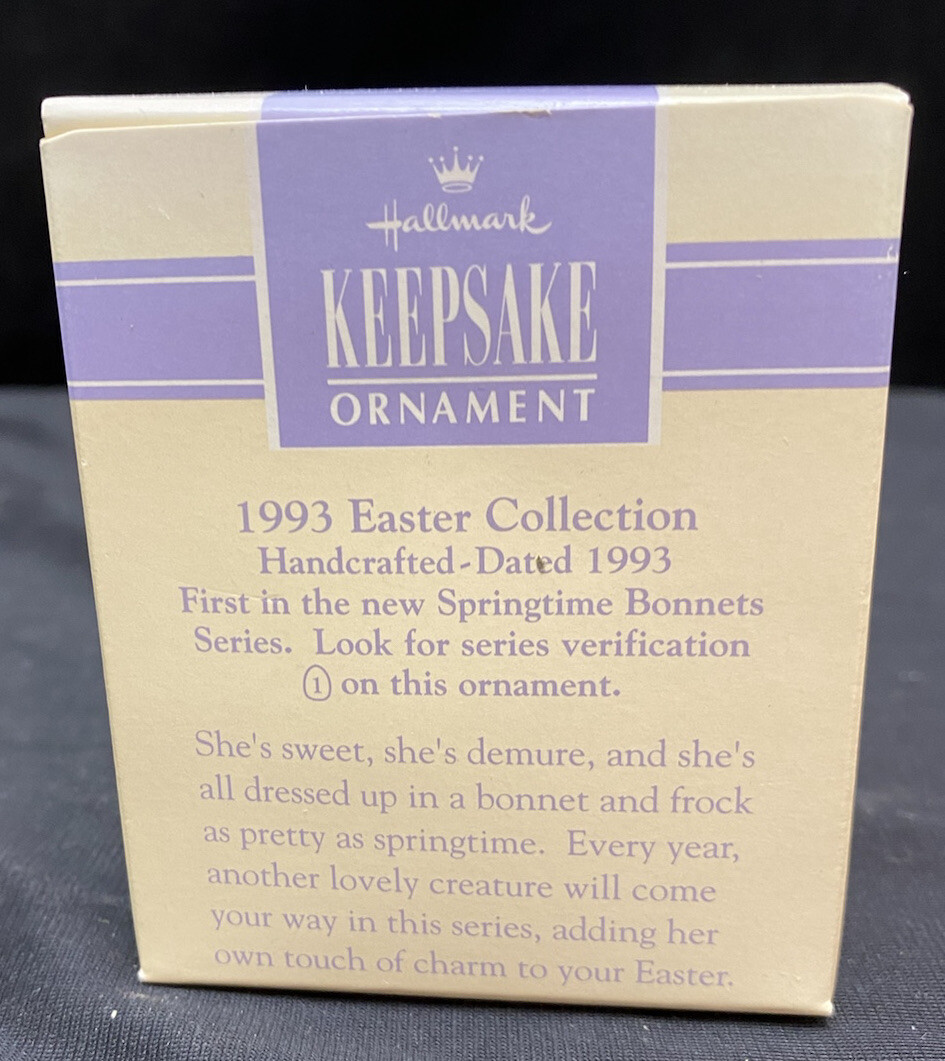 Hallmark
KEEPSAKE
ORNAMENT
1993 Easter Collection
Handcrafted-Dated 1993
First in the new Springtime Bonnets
Series. Look for series verification
① on this ornament.
She's sweet, she's demure, and she's
all dressed up in a bonnet and frock
as pretty as springtime. Every year,
another lovely creature will come
your way in this series, adding her
own touch of charm to your Easter.